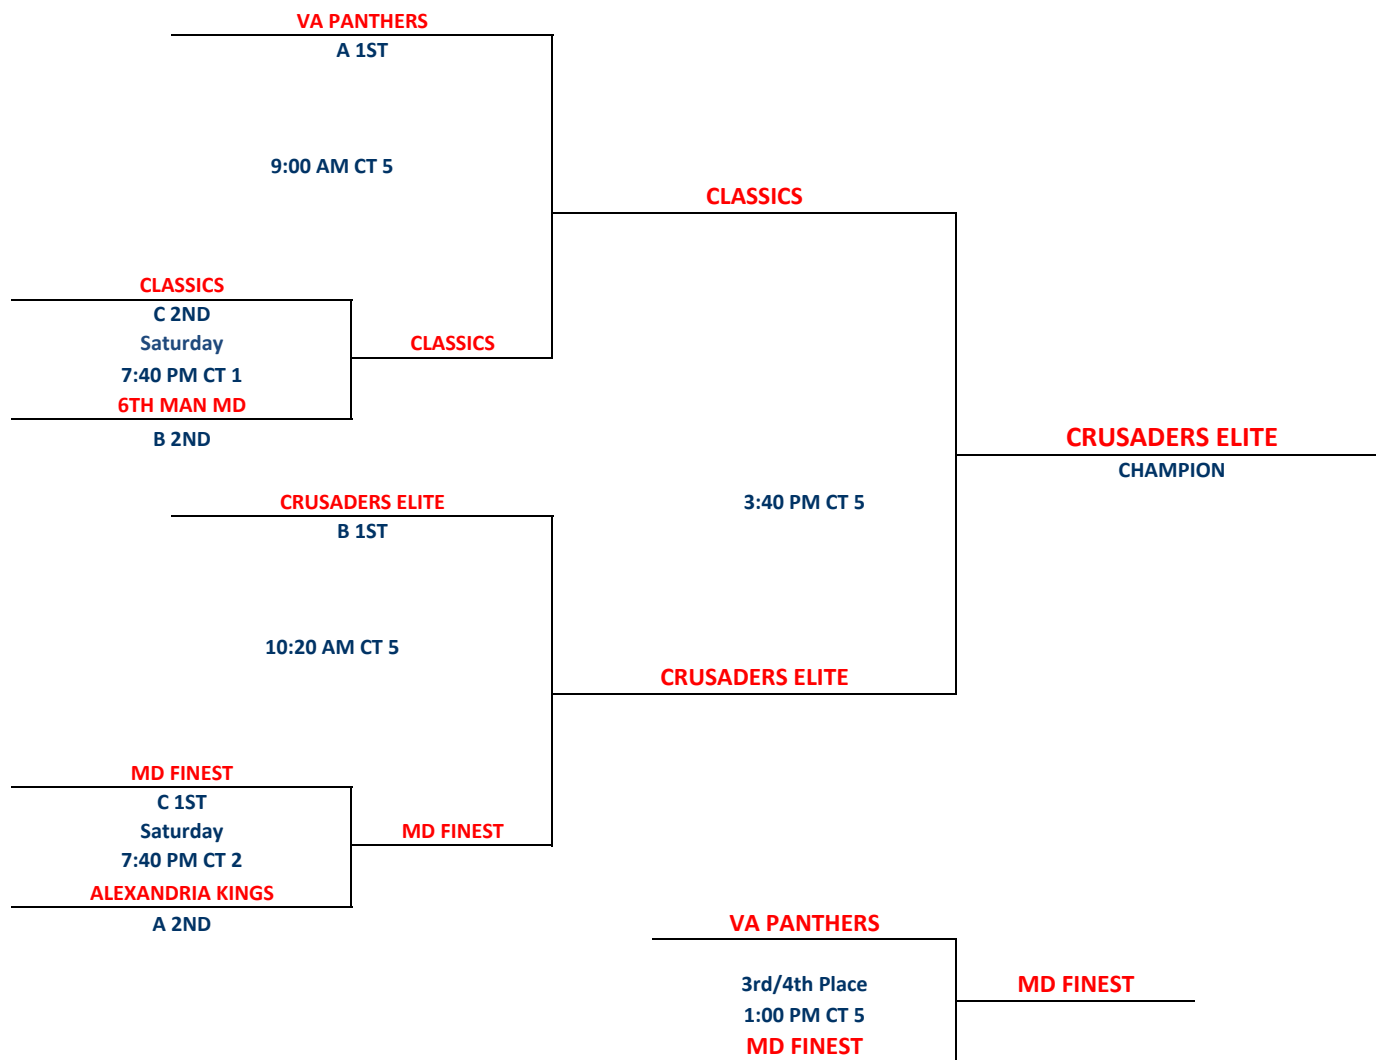 VA PANTHERS
A 1ST
9:00 AM CT 5
CLASSICS
CLASSICS
C 2ND
Saturday
CLASSICS
7:40 PM CT 1
6TH MAN MD
B 2ND
CRUSADERS ELITE
CHAMPION
CRUSADERS ELITE
3:40 PM CT 5
B 1ST
10:20 AM CT 5
CRUSADERS ELITE
MD FINEST
C 1ST
Saturday
MD FINEST
7:40 PM CT 2
ALEXANDRIA KINGS
A 2ND
VA PANTHERS
3rd/4th Place
MD FINEST
1:00 PM CT 5
MD FINEST